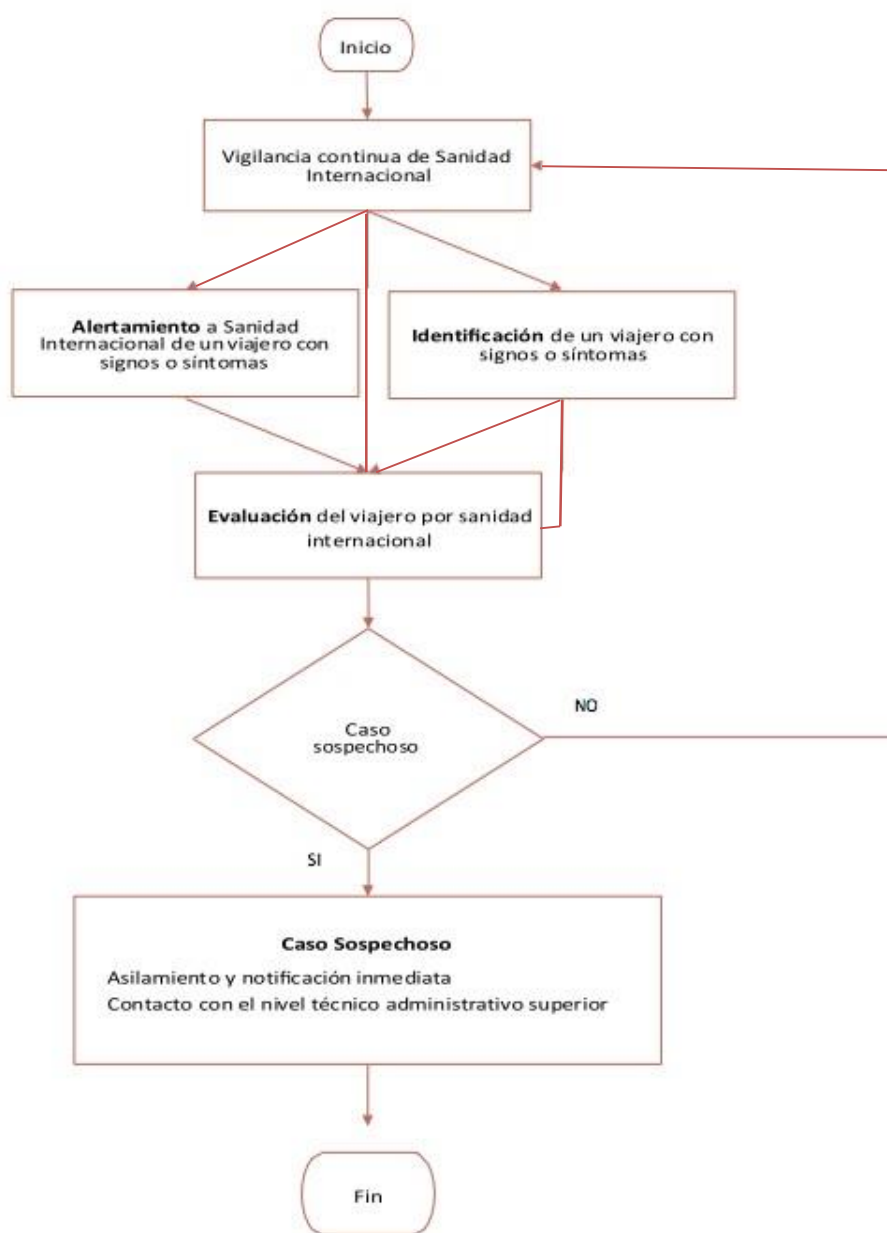 Inicio
Vigilancia continua de Sanidad
Internacional
Alertamiento a Sanidad
Internacional de un viajero con
signos o síntomas
Identificación de un viajero con
signos o síntomas
Evaluación del viajero por sanidad
internacional
Caso
sospechoso
NO
SI
Caso Sospechoso
Asilamiento y notificación inmediata
Contacto con el nivel técnico administrativo superior
Fin